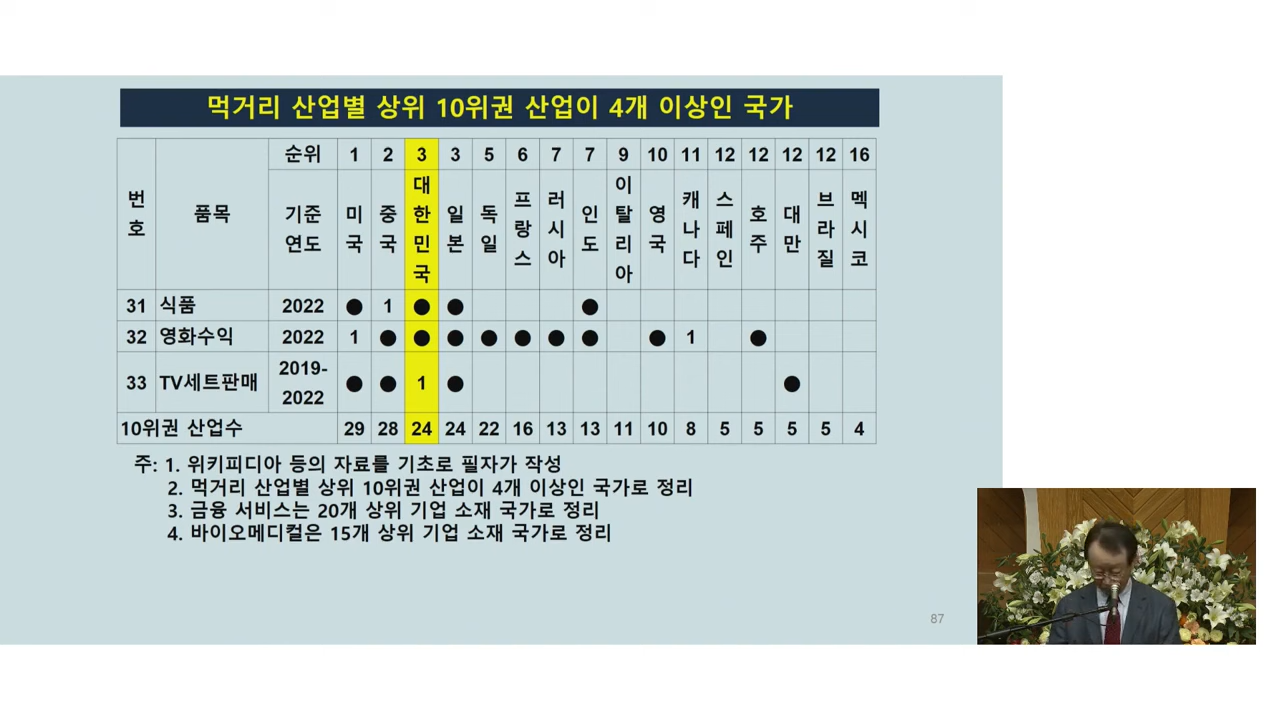 먹거리 산업별 상위 10위권 산업이 4개 이상인 국가
번호 품목 순위 1 2 3 3 5 6 7 7 9 10 11 12 12 12 12 16
기준연도 미국 중국 대한민국 일본 독일 프랑스 러시아 인도 이탈리아 영국 캐나다 스페인 호주 대만 브라질 멕시코
31 식품 2022 ● 1 ● ● ●
32 영화수익 2022 1 ● ● ● ● ● ● ● ● 1 ●
33 TV세트판매 2019-2022 ● ● 1 ● ●
10위권 산업수 29 28 24 24 22 16 13 13 11 10 8 5 5 5 5 4
주: 1. 위키피디아 등의 자료를 기초로 필자가 작성
2. 먹거리 산업별 상위 10위권 산업이 4개 이상인 국가로 정리
3. 금융 서비스는 20개 상위 기업 소재 국가로 정리
4. 바이오메디컬은 15개 상위 기업 소재 국가로 정리
87